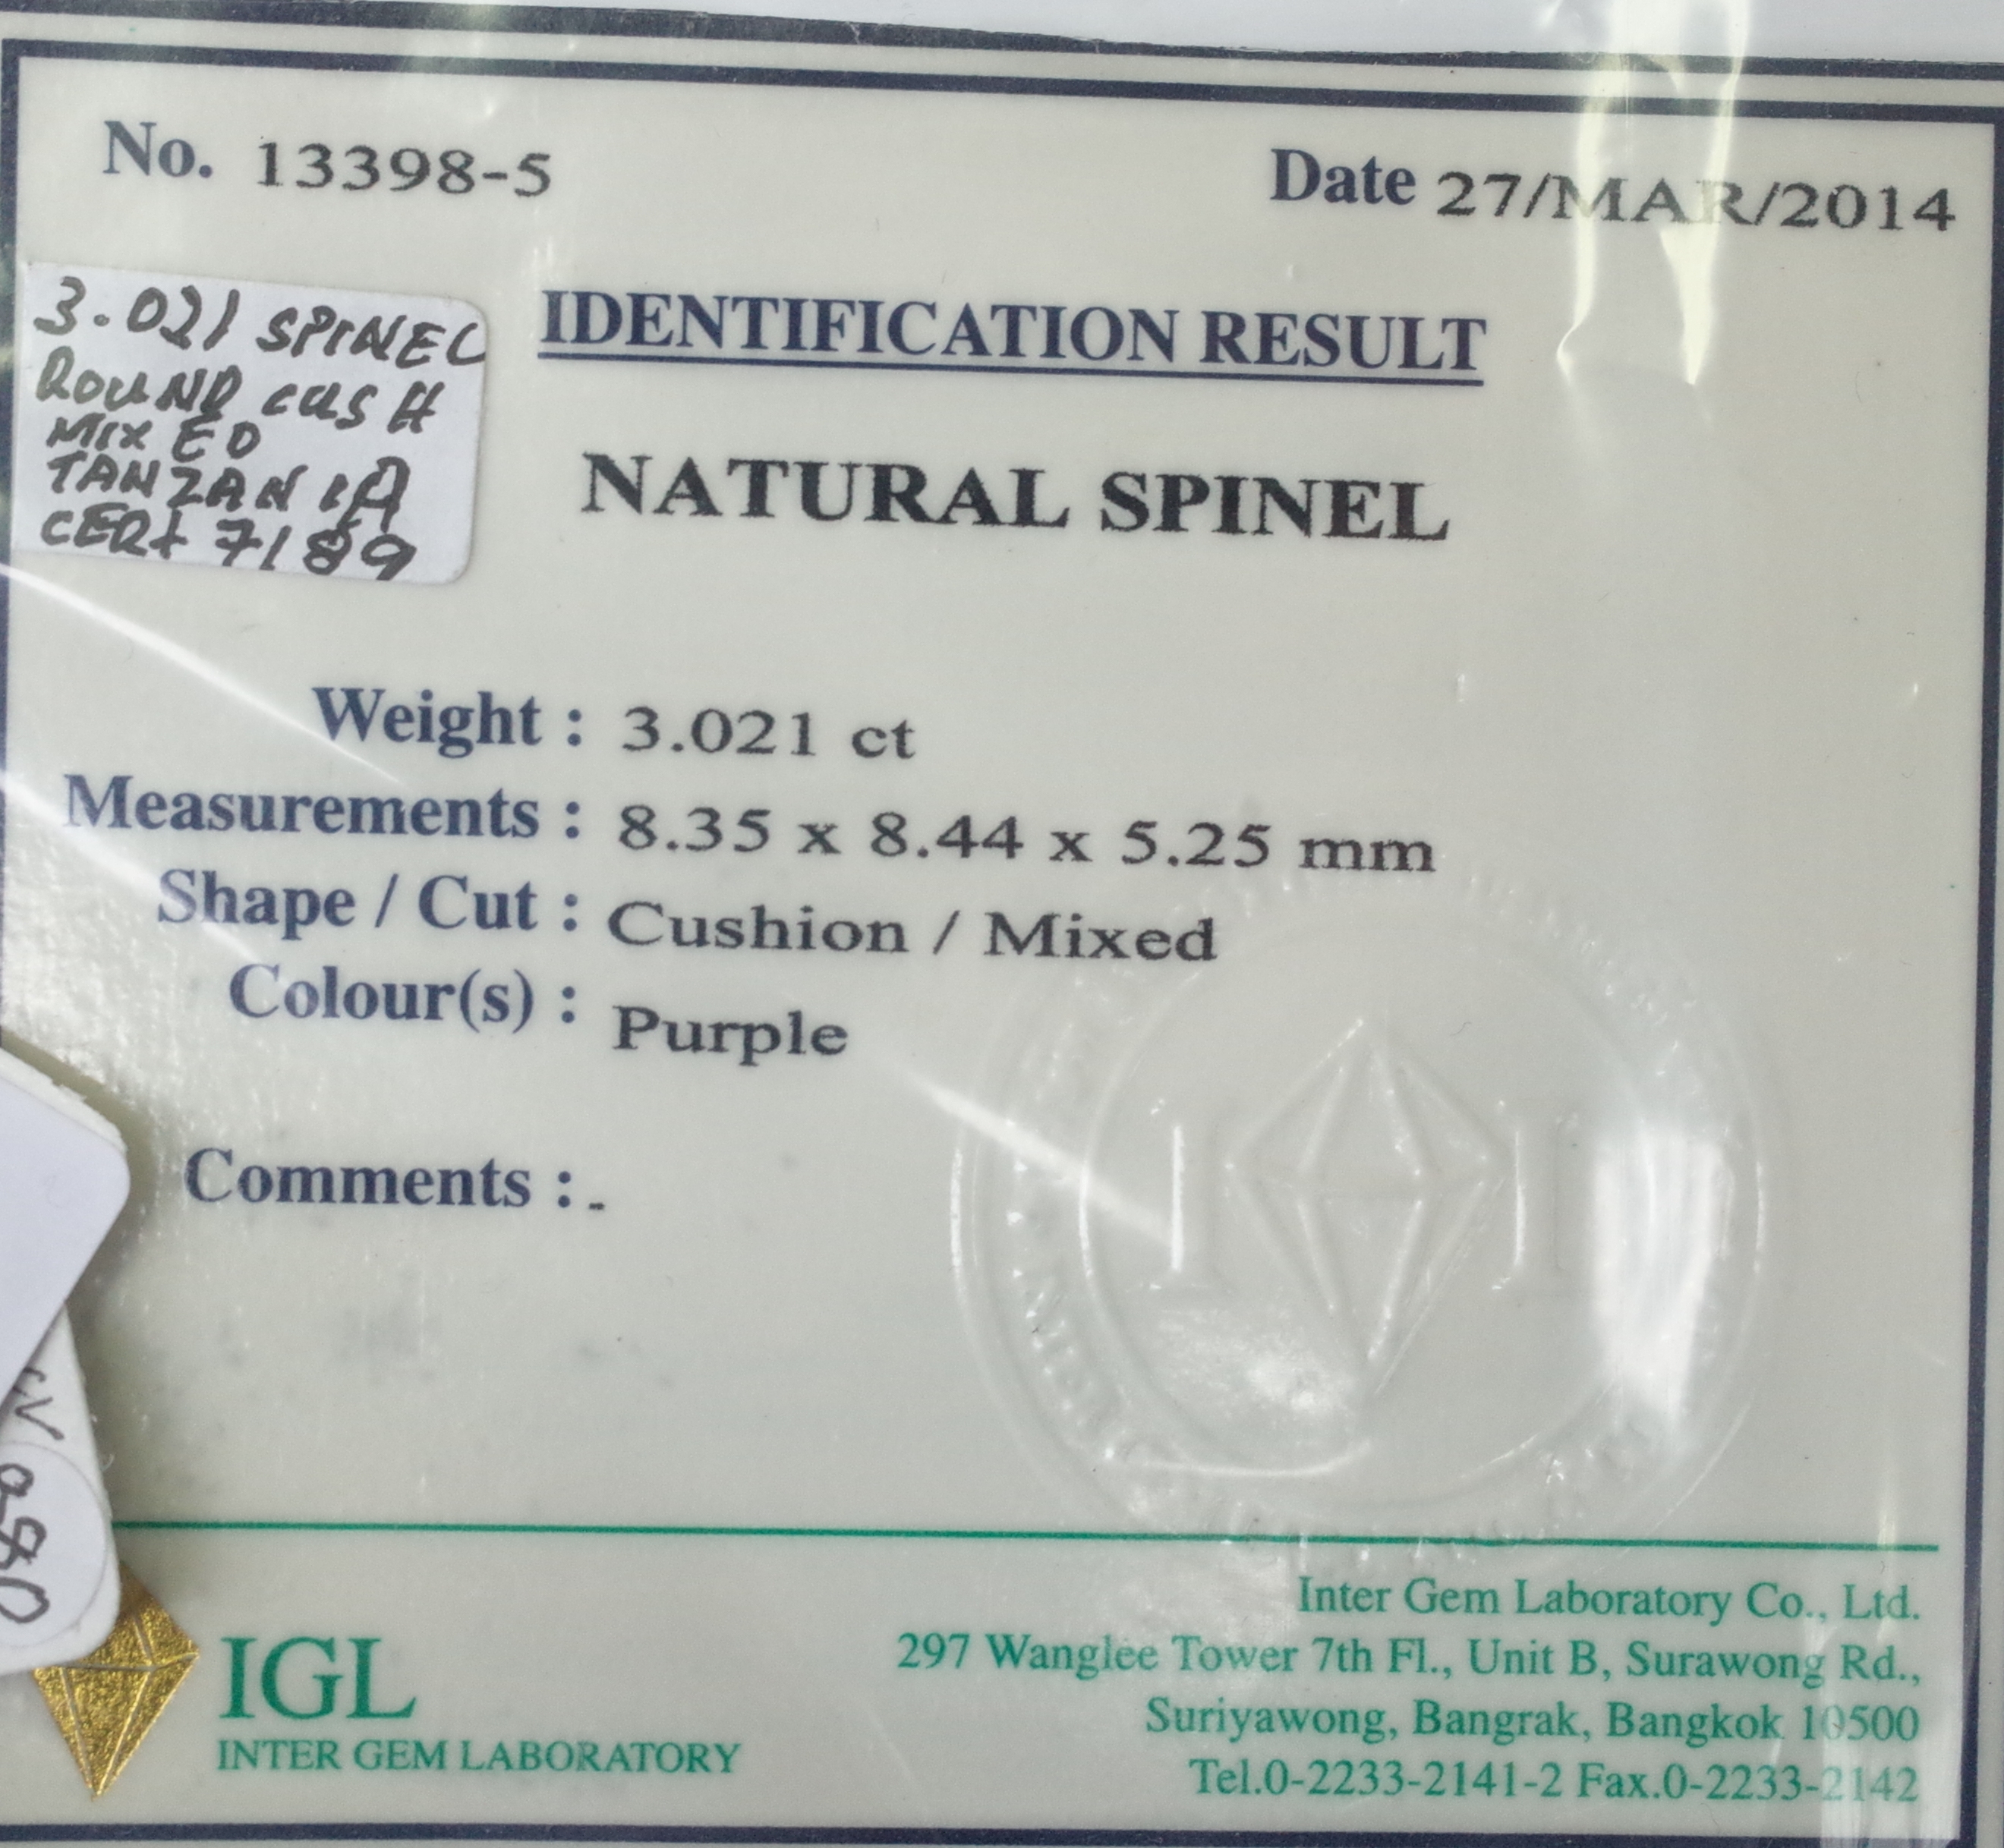 No. 13398-5
Date 27/MAR/2014
3.021 SPINEL
ROUND CUSH
MIXED
TANZANIA
CERt 7189
IDENTIFICATION RESULT
NATURAL SPINEL
Weight : 3.021 ct
Measurements : 8.35 x 8.44 x 5.25 mm
Shape / Cut : Cushion / Mixed
Colour(s) : Purple
Comments : -
I I
080
IGL
INTER GEM LABORATORY
Inter Gem Laboratory Co., Ltd.
297 Wanglee Tower 7th Fl., Unit B, Surawong Rd.,
Suriyawong, Bangrak, Bangkok 10500
Tel.0-2233-2141-2 Fax.0-2233-2142